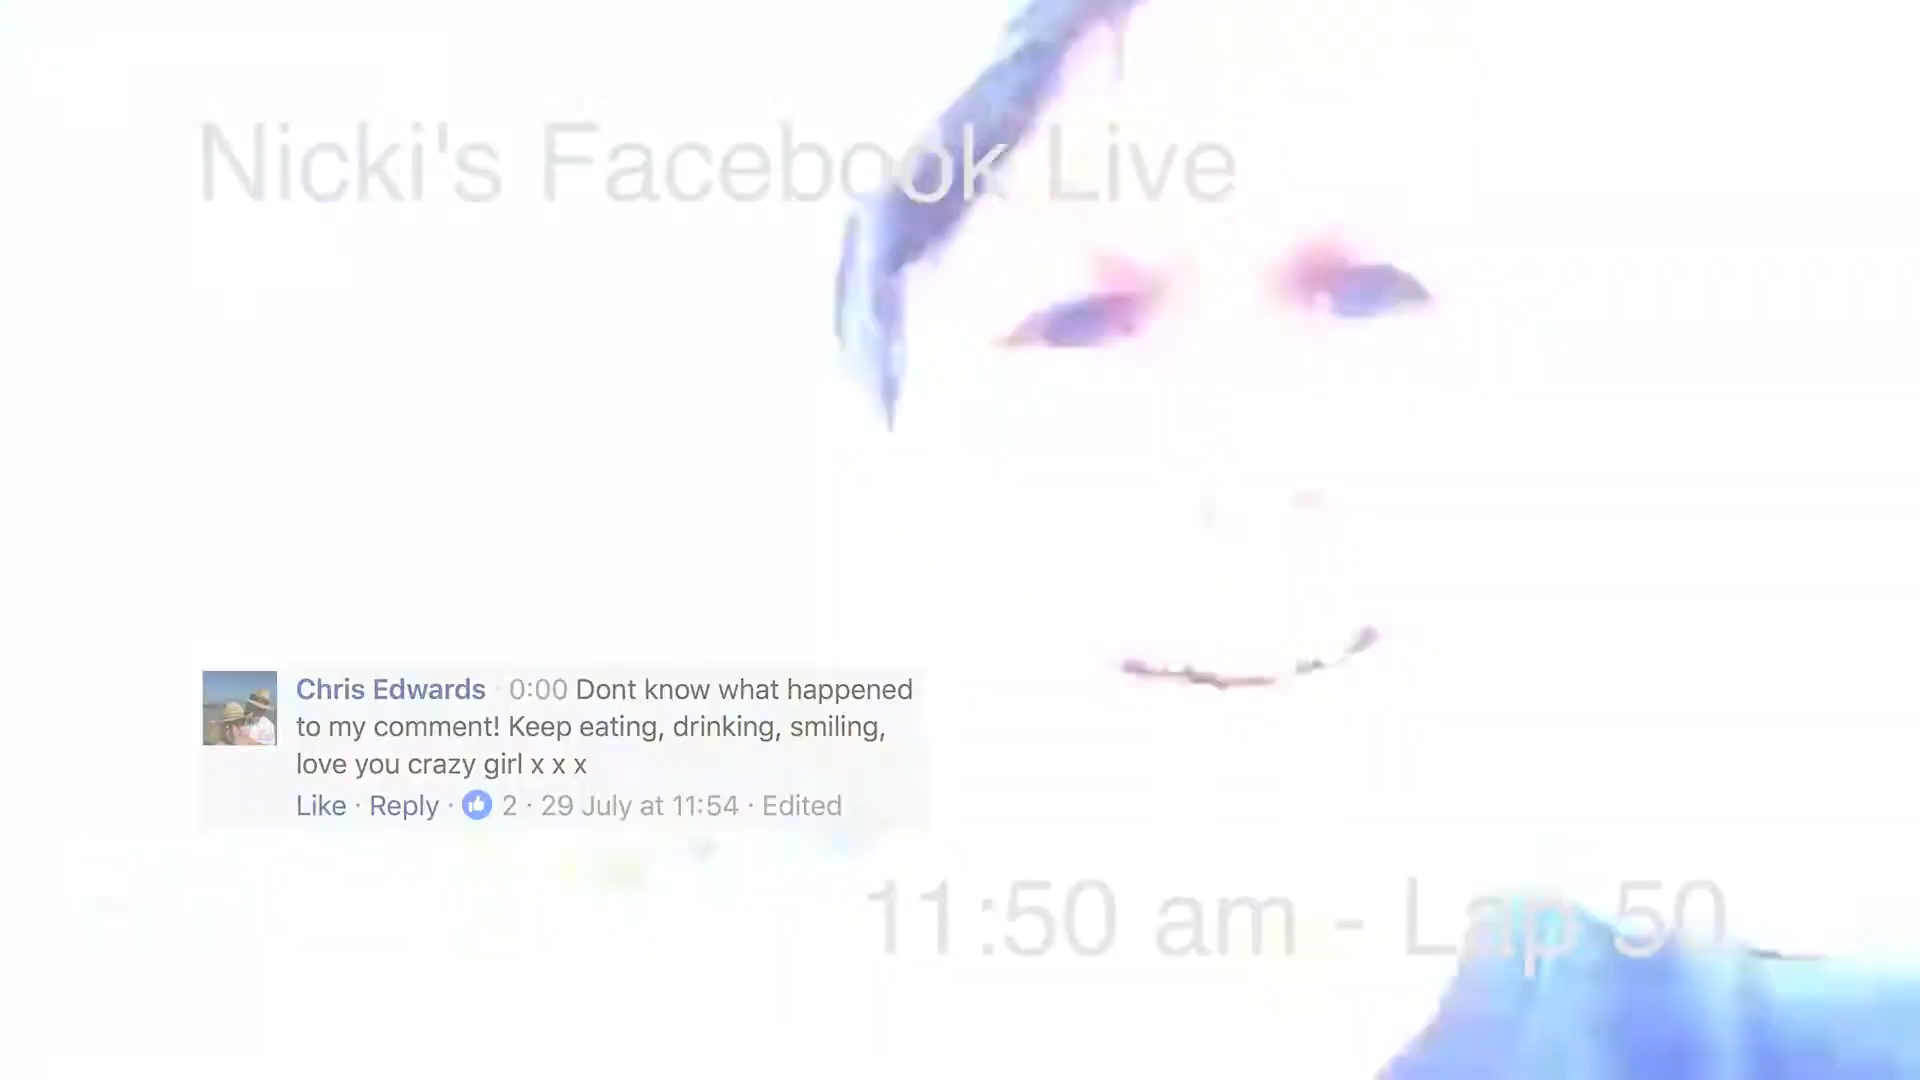 Nicki's Facebook Live
Chris Edwards · 0:00 Dont know what happened
to my comment! Keep eating, drinking, smiling,
love you crazy girl x x x
Like · Reply · 2 · 29 July at 11:54 · Edited
11:50 am - Lap 50